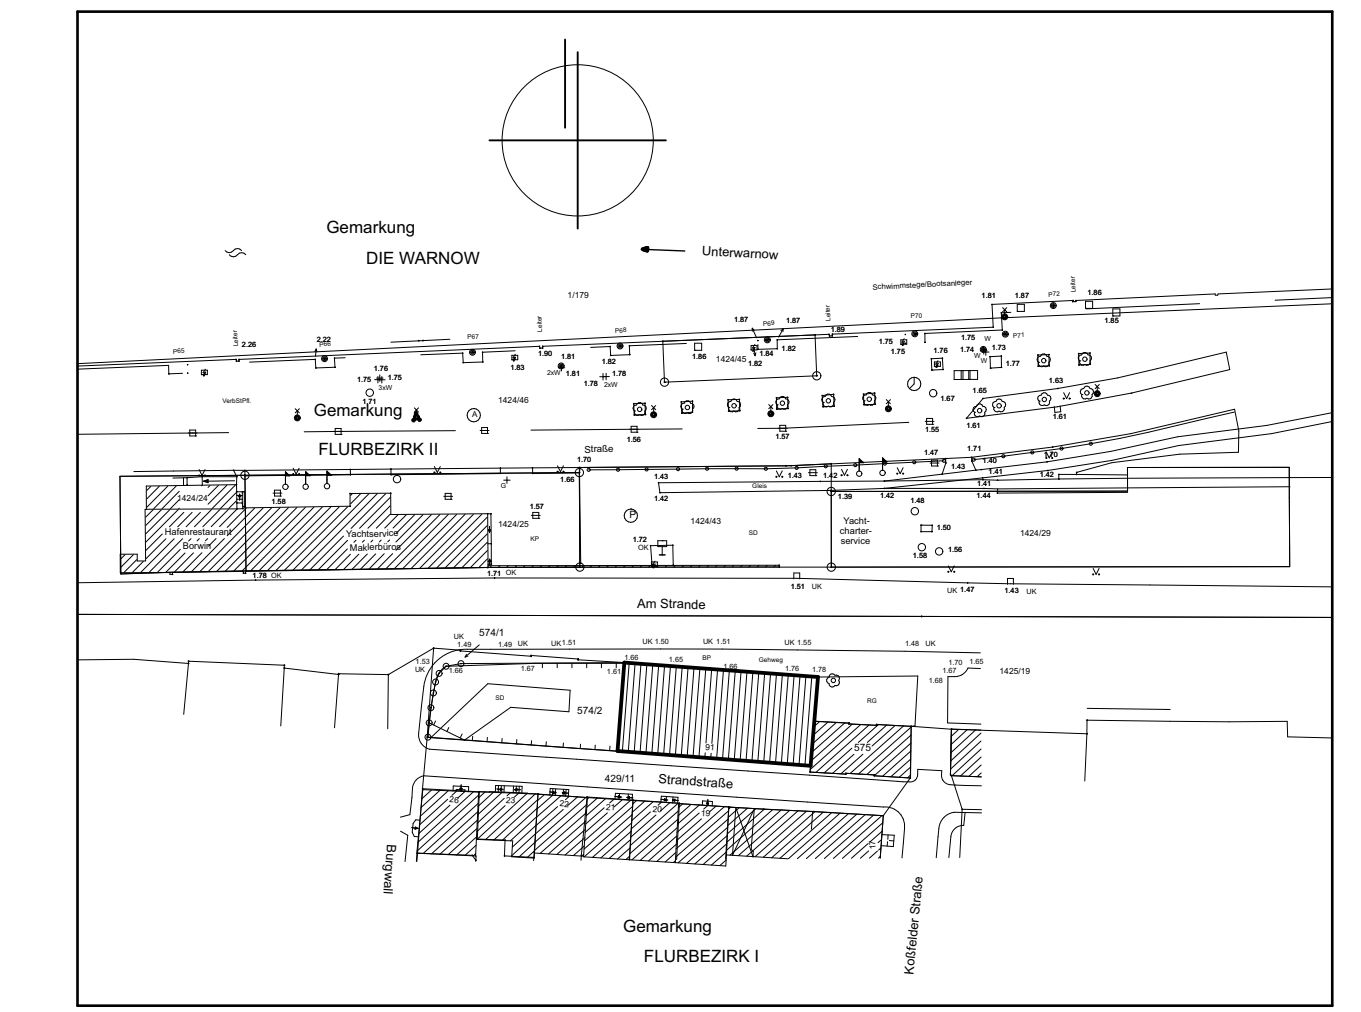 Gemarkung
DIE WARNOW
Unterwarnow
1/179
Schwimmstege/Bootsanleger
1.81
1.87
P72
Leiter
1.86
1.85
P65
Leiter
2.26
2.22
P66
P67
Leiter
1.90
1.81
P68
1.87
P69
1.87
Leiter
1.89
P70
1.75
P71
W
1.83
2xW
1.81
1.82
1.78
1.78
2xW
1.86
1424/45
1.84
1.82
1.82
1.75
1.75
1.76
1.74
1.73
W
W
1.77
1.76
1.75
1.75
3xW
1.71
VerbStPfl.
Gemarkung
A
1424/46
1.67
1.65
1.63
1.61
1.61
FLURBEZIRK II
Straße
1.56
1.57
1.55
1.70
1.66
1.43
1.43
1.42
1.47
1.71
1.43
1.40
1.70
1.41
1.42
1424/24
1.58
G
1.42
Gleis
1.39
1.42
1.41
1.44
1.48
Hafenrestaurant
Borwin
Yachtservice
Maklerbüros
1.57
1424/25
KP
P
1424/43
SD
1.72
OK
Yacht-
charter-
service
1.50
1.58
1.56
1424/29
1.78 OK
1.71 OK
1.51 UK
UK 1.47
1.43 UK
Am Strande
574/1
UK
1.49
1.49 UK
UK 1.51
UK 1.50
UK 1.51
UK 1.55
1.48 UK
1.53
UK
1.66
1.67
1.61
1.66
1.65
BP
1.66
Gehweg
1.76
1.78
1.70
1.65
1.67
1.68
1425/19
SD
574/2
RG
91
575
429/11
Strandstraße
26
23
22
21
20
19
17
Burgwall
Koßfelder Straße
Gemarkung
FLURBEZIRK I